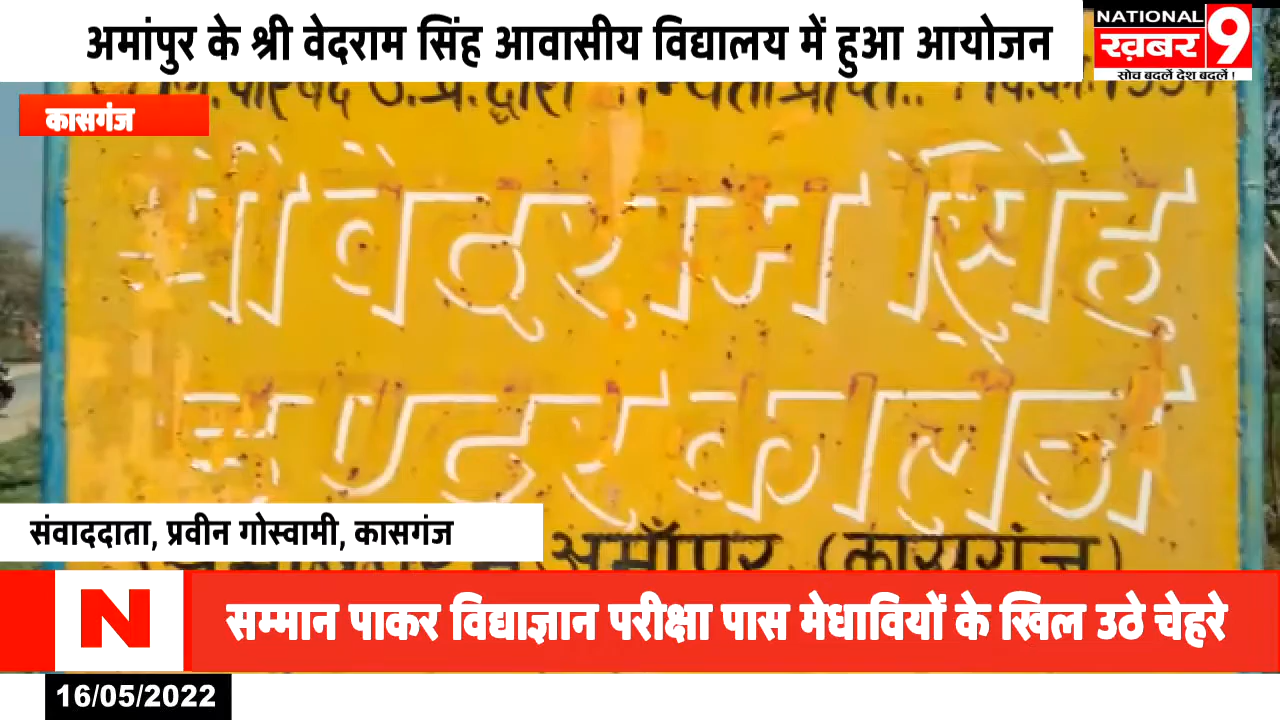 अमांपुर के श्री वेदराम सिंह आवासीय विद्यालय में हुआ आयोजन
NATIONAL
ख़बर 9
सोच बदलें देश बदलें !
कासगंज
श्री वेदराम सिंह
इण्टर कालेज
संवाददाता, प्रवीन गोस्वामी, कासगंज
अमाँपुर (कासगंज)
N
सम्मान पाकर विद्याज्ञान परीक्षा पास मेधावियों के खिल उठे चेहरे
16/05/2022